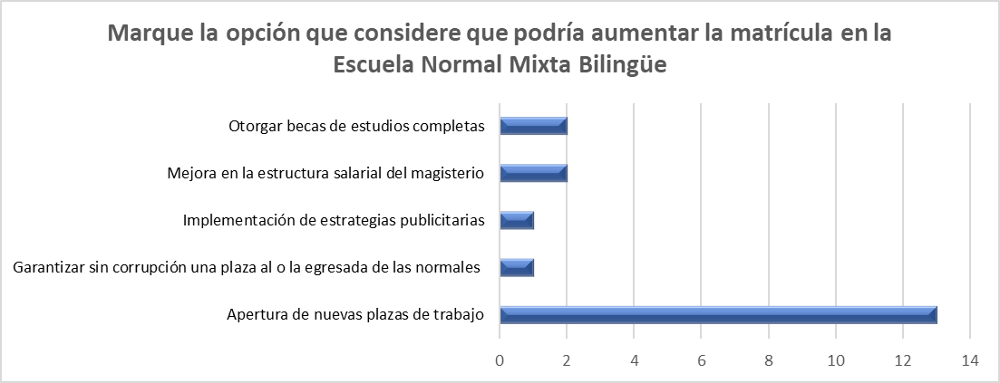 Marque la opción que considere que podría aumentar la matrícula en la
Escuela Normal Mixta Bilingüe
Otorgar becas de estudios completas
Mejora en la estructura salarial del magisterio
Implementación de estrategias publicitarias
Garantizar sin corrupción una plaza al o la egresada de las normales
Apertura de nuevas plazas de trabajo
0 2 4 6 8 10 12 14